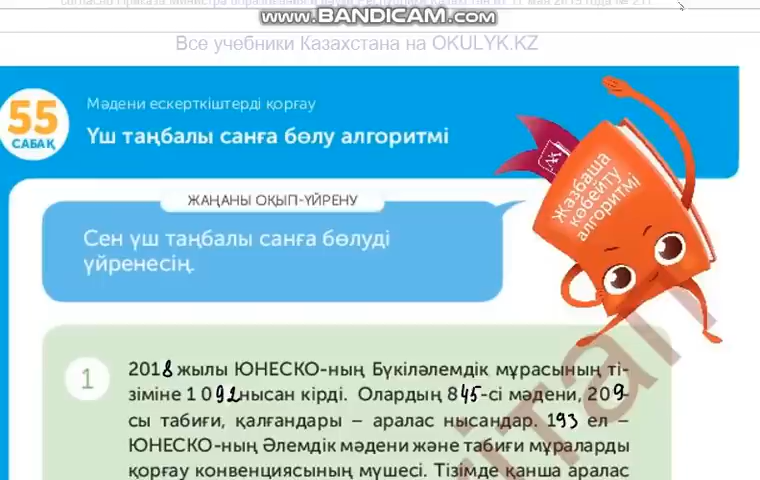 www.BANDICAM.com
Все учебники Казахстана на OKULYK.KZ
55
САБАҚ
Мәдени ескерткіштерді қорғау
Үш таңбалы санға бөлу алгоритмі
ЖАҢАНЫ ОҚЫП-ҮЙРЕНУ
Сен үш таңбалы санға бөлуді
үйренесің.
Жазбаша
көбейту
алгоритмі
1
2018 жылы ЮНЕСКО-ның Бүкіләлемдік мұрасының ті-
зіміне 1 092 нысан кірді. Олардың 845-сі мәдени, 209-
сы табиғи, қалғандары – аралас нысандар. 193 ел –
ЮНЕСКО-ның Әлемдік мәдени және табиғи мұраларды
қорғау конвенциясының мүшесі. Тізімде қанша аралас